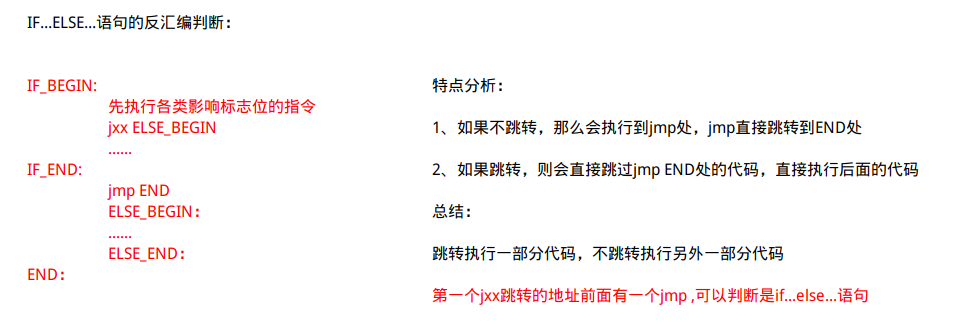 IF...ELSE...语句的反汇编判断：
IF_BEGIN:
先执行各类影响标志位的指令
jxx ELSE_BEGIN
......
IF_END:
jmp END
ELSE_BEGIN：
......
ELSE_END：
END：
特点分析：
1、如果不跳转，那么会执行到jmp处，jmp直接跳转到END处
2、如果跳转，则会直接跳过jmp END处的代码，直接执行后面的代码
总结：
跳转执行一部分代码，不跳转执行另外一部分代码
第一个jxx跳转的地址前面有一个jmp ,可以判断是if...else...语句